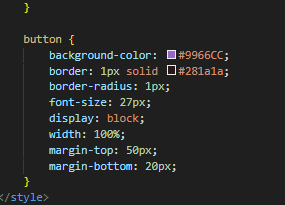 }
button {
background-color: #9966CC;
border: 1px solid #281a1a;
border-radius: 1px;
font-size: 27px;
display: block;
width: 100%;
margin-top: 50px;
margin-bottom: 20px;
}
</style>